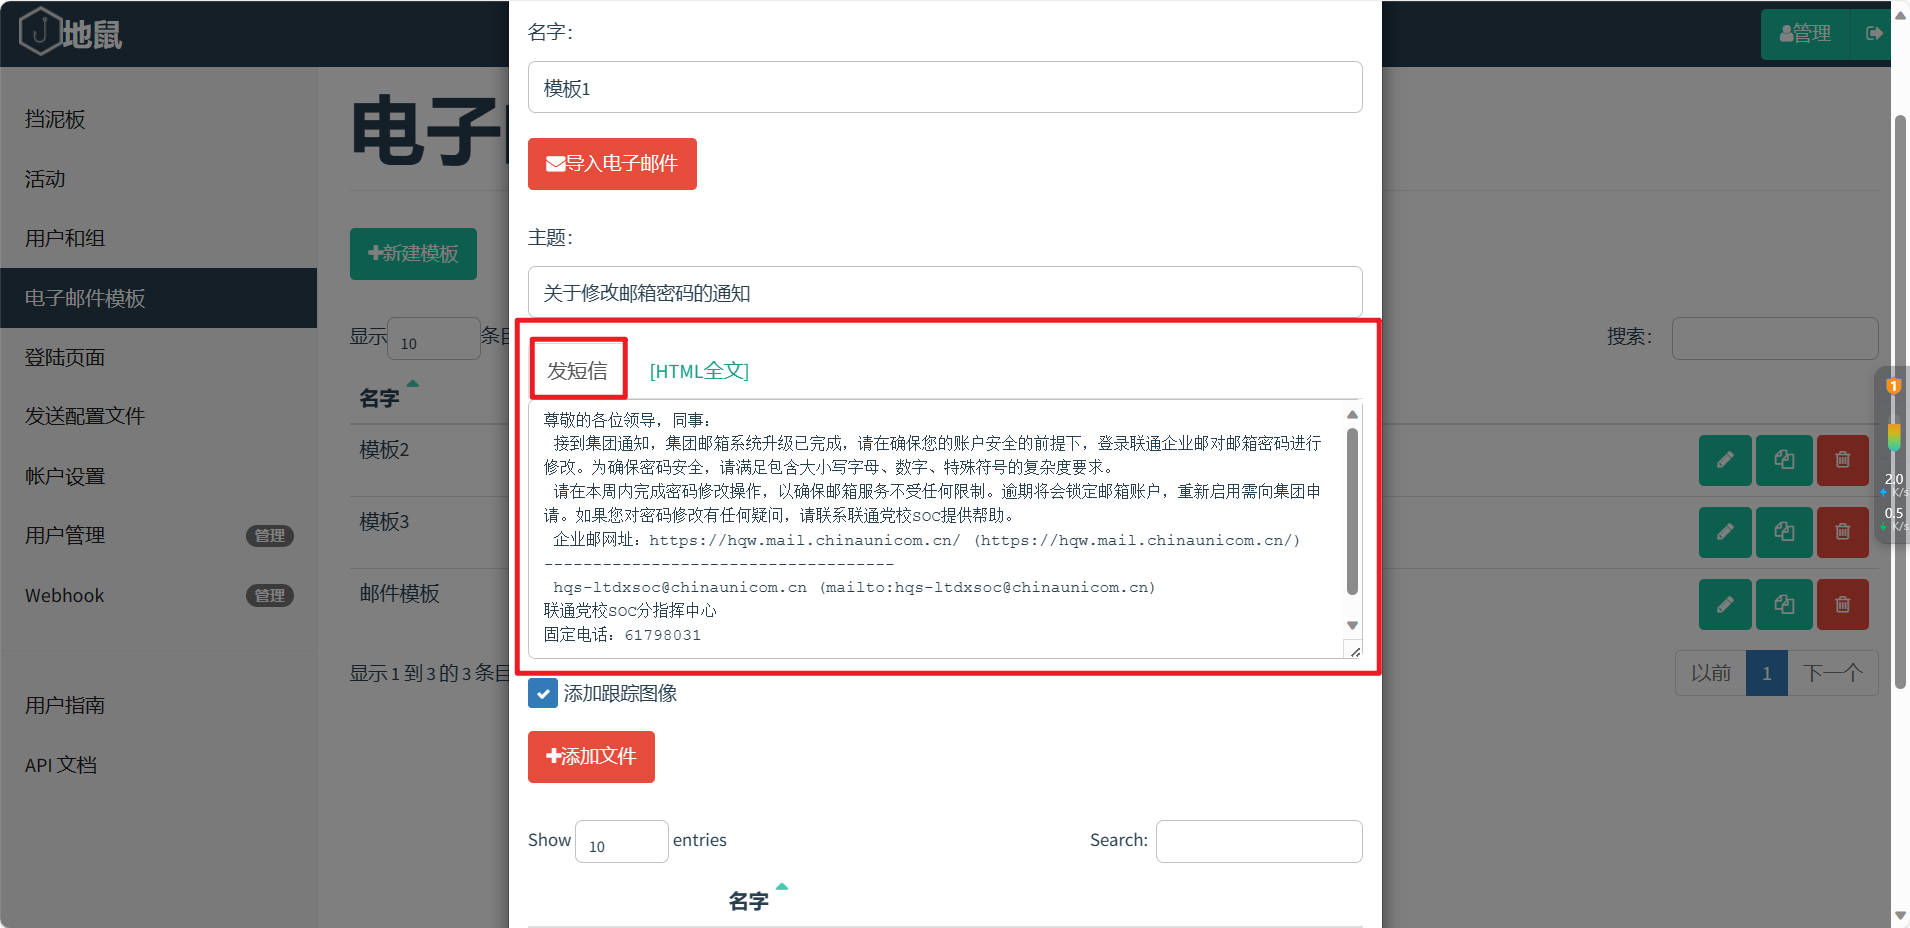 地鼠
管理
挡泥板
活动
用户和组
电子邮件模板
登陆页面
发送配置文件
帐户设置
用户管理 管理
Webhook 管理
用户指南
API 文档
电子
新建模板
显示 10 条目
搜索：
名字
模板2
模板3
邮件模板
显示 1 到 3 的 3 条目
以前 1 下一个
名字：
模板1
导入电子邮件
主题：
关于修改邮箱密码的通知
发短信 [HTML全文]
尊敬的各位领导，同事：
接到集团通知，集团邮箱系统升级已完成，请在确保您的账户安全的前提下，登录联通企业邮对邮箱密码进行
修改。为确保密码安全，请满足包含大小写字母、数字、特殊符号的复杂度要求。
请在本周内完成密码修改操作，以确保邮箱服务不受任何限制。逾期将会锁定邮箱账户，重新启用需向集团申
请。如果您对密码修改有任何疑问，请联系联通党校soc提供帮助。
企业邮网址：https://hqw.mail.chinaunicom.cn/ (https://hqw.mail.chinaunicom.cn/)
------------------------------------
hqs-ltdxsoc@chinaunicom.cn (mailto:hqs-ltdxsoc@chinaunicom.cn)
联通党校soc分指挥中心
固定电话：61798031
添加跟踪图像
添加文件
Show 10 entries
Search:
名字
1
2.0
K/s
0.5
K/s